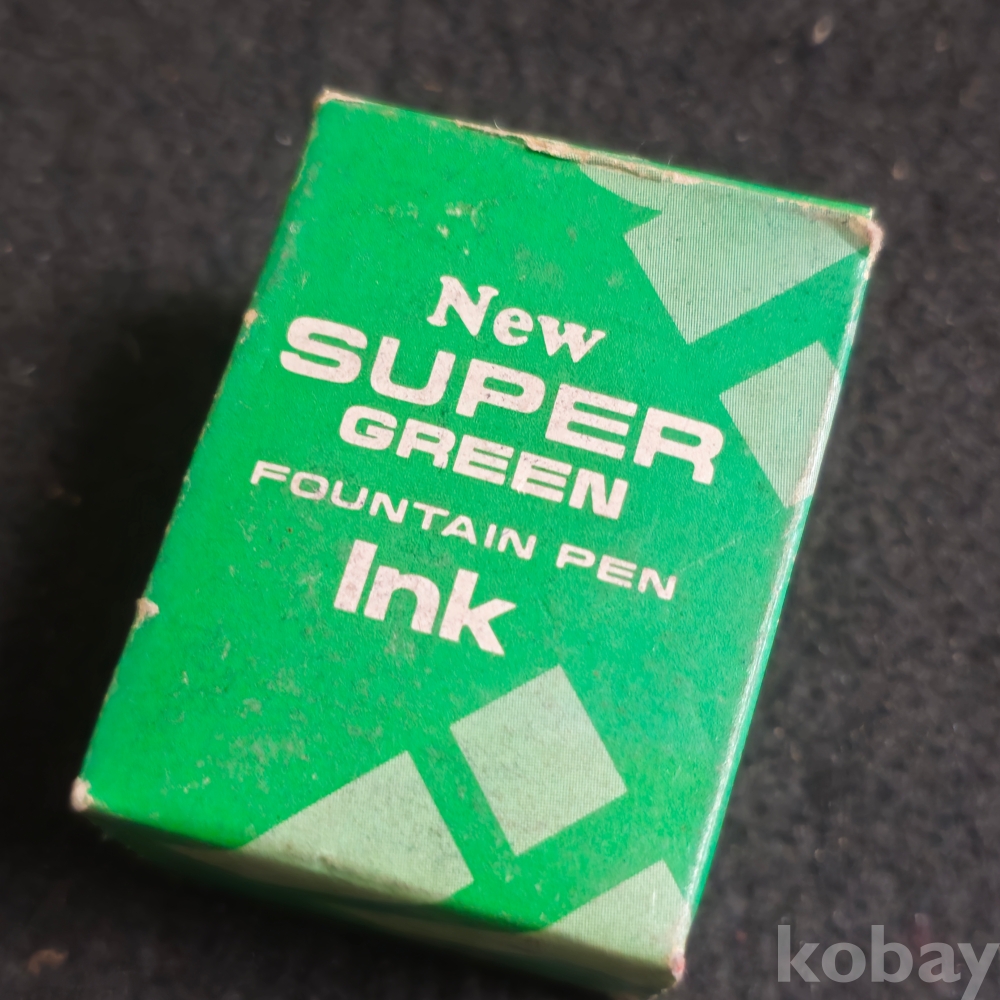 New
SUPER
GREEN
FOUNTAIN PEN
Ink
kobay